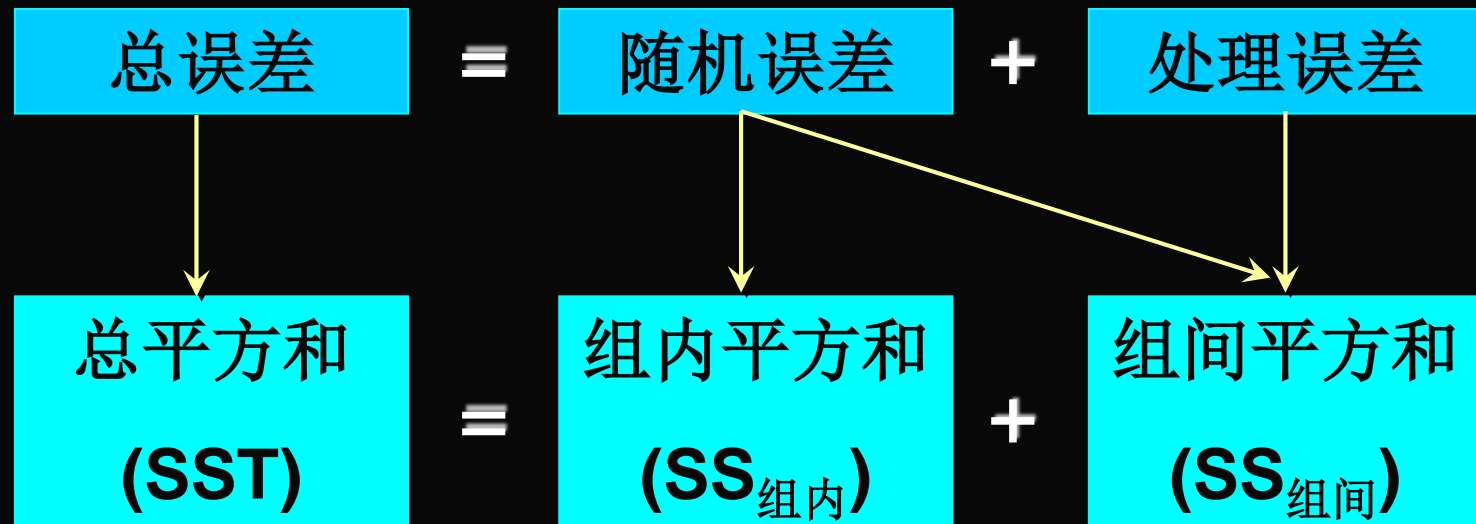 总误差 = 随机误差 + 处理误差
总平方和 组内平方和 组间平方和
= +
(SST) (SS组内) (SS组间)